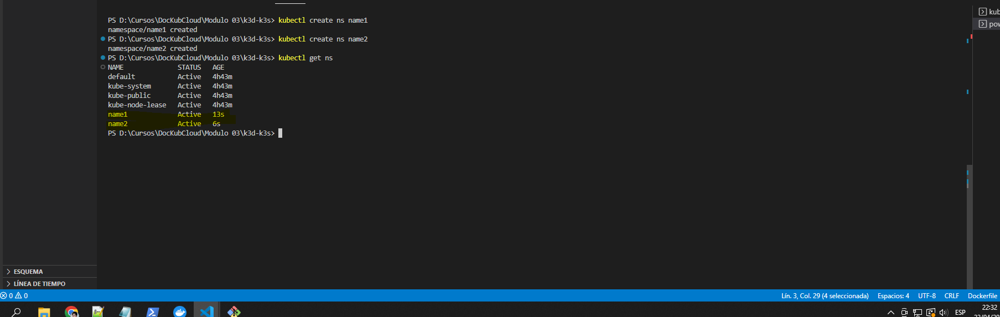 kub
PS D:\Cursos\DocKubCloud\Modulo 03\k3d-k3s> kubectl create ns name1
pow
namespace/name1 created
PS D:\Cursos\DocKubCloud\Modulo 03\k3d-k3s> kubectl create ns name2
namespace/name2 created
PS D:\Cursos\DocKubCloud\Modulo 03\k3d-k3s> kubectl get ns
NAME STATUS AGE
default Active 4h43m
kube-system Active 4h43m
kube-public Active 4h43m
kube-node-lease Active 4h43m
name1 Active 13s
name2 Active 6s
PS D:\Cursos\DocKubCloud\Modulo 03\k3d-k3s>
ESQUEMA
LÍNEA DE TIEMPO
0 0 Lín. 3, Col. 29 (4 seleccionada) Espacios: 4 UTF-8 CRLF Dockerfile
ESP 22:32